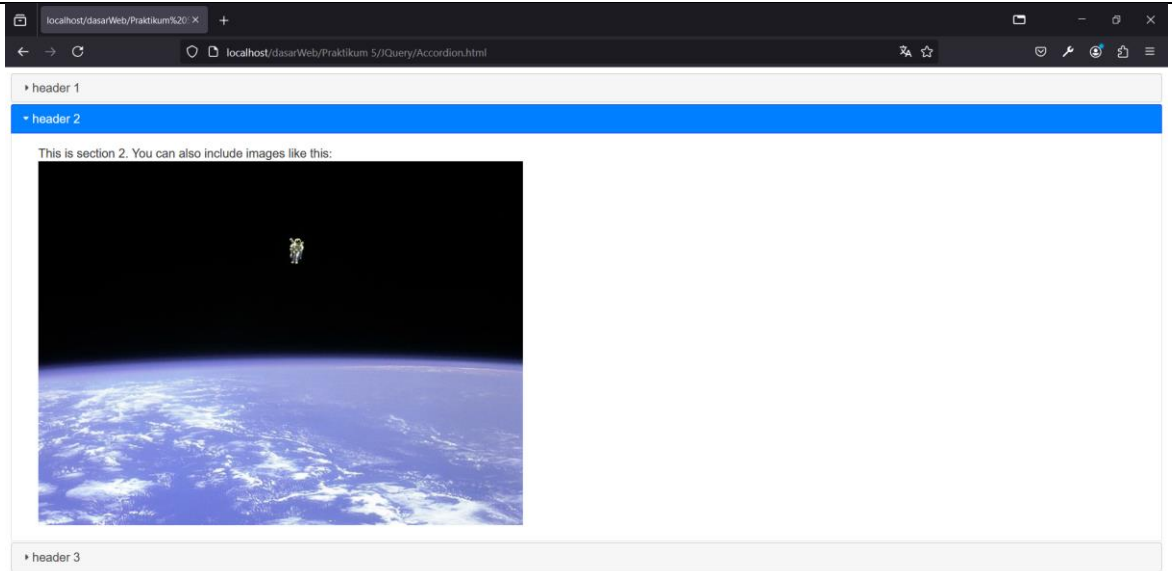 localhost/dasarWeb/Praktikum%20
localhost/dasarWeb/Praktikum 5/JQuery/Accordion.html
header 1
header 2
This is section 2. You can also include images like this:
header 3